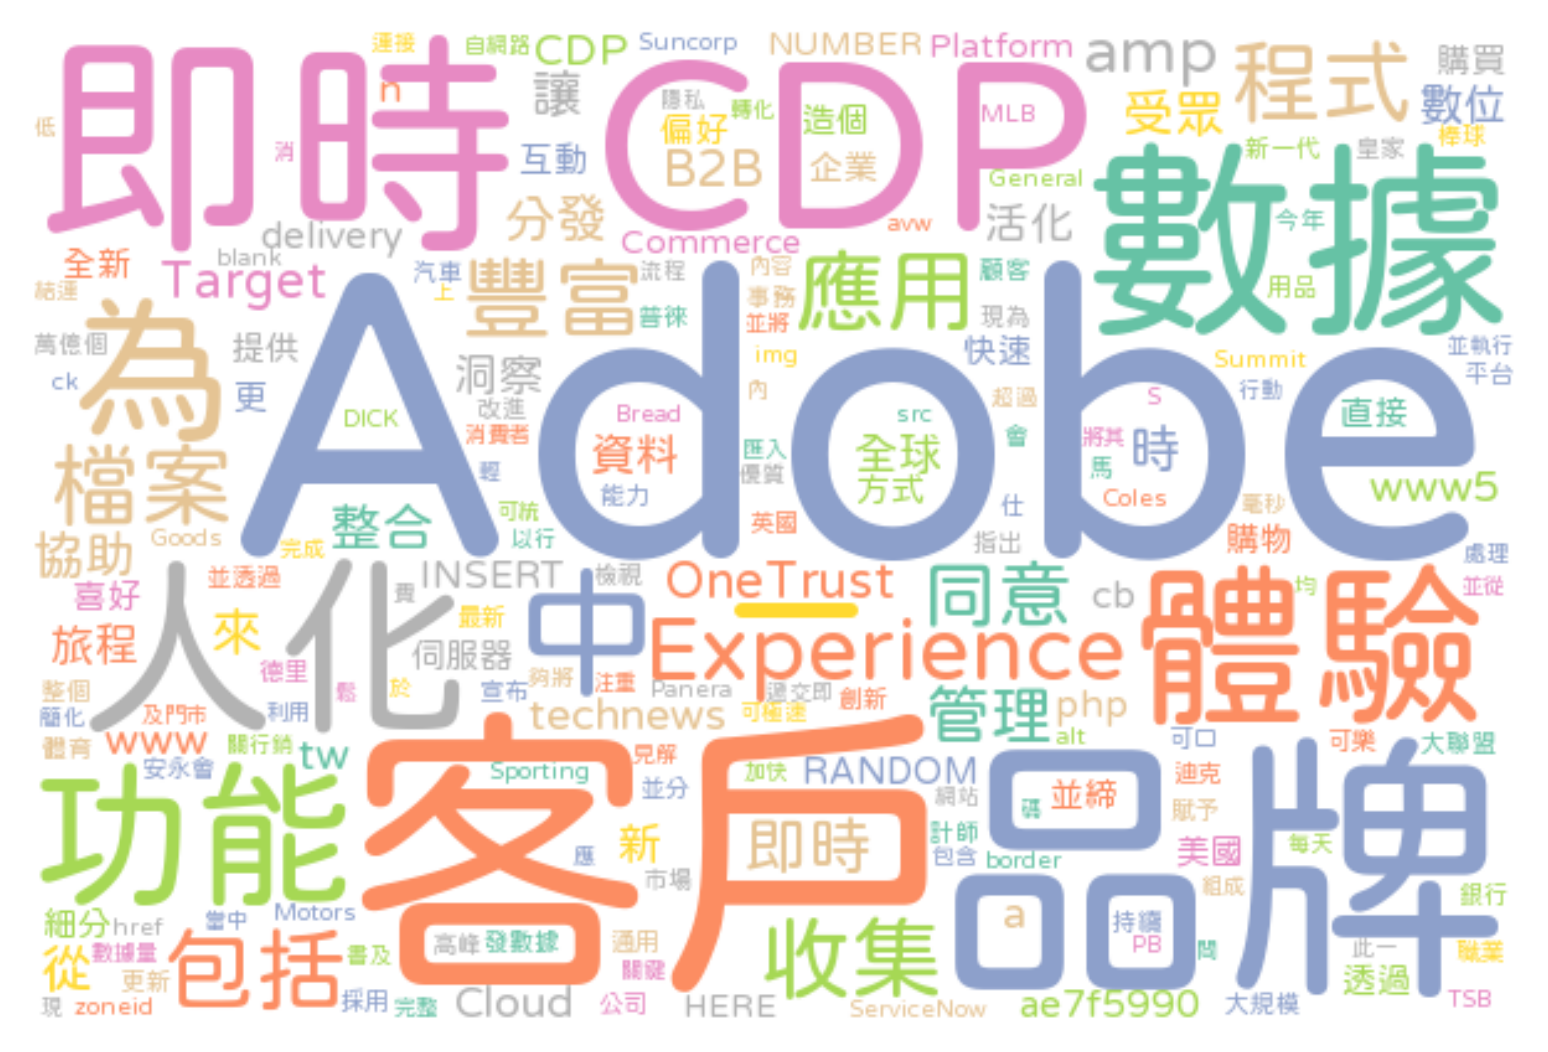 連接 自網路 CDP Suncorp NUMBER Platform amp 程式 購買
即時 CDP
n 讓 隱私 轉化 MLB 受眾 數位
低 消 互動 偏好 造個 棒球
B2B 企業 新一代 皇家
數據
General 今年
delivery 分發 avw 活化
全新 blank Commerce
Target 汽車 豐富 流程 內容 應用 顧客 用品
結運 上 事務
為 普徠 並將 現為
萬億個 提供 洞察 img 快速 Summit 並執行
ck 更 內 超過 行動 平台
Adobe
DICK 改進 Bread src S 直接
消費者 資料 匯入 全球 會 將其 時
檔案 輕 能力 優質 方式 馬 www5
可統 仕 Coles 毫秒
協助 Goods 整合 以行 英國 指出 購物 處理
完成
喜好 並透過 INSERT 檢視 OneTrust 同意 cb 均 並從
人化 費 中 體驗
旅程 來 最新 Experience
伺服器
德里 夠將 注重 Panera 遞交即 創新 管理
整個 鬆 於 宣布
簡化 及門市 利用 technews 可極速 php
體育 www 關行銷 tw alt 可口 可樂 大聯盟
安永會 客戶 見解
功能 Sporting 加快 RANDOM 品牌 迪克
並分 網站 碼 並締 賦予
新 即時 計師 美國 每天
應 包含 border
市場 組成 銀行
細分 href 當中 Motors a 持續
從 數據量 包括 書及 高峰 發數據 通用 收集 PB 問 此一 職業
更新 關鍵 透過
現 zoneid 採用 完整 Cloud 公司 HERE ServiceNow ae7f5990 大規模 TSB